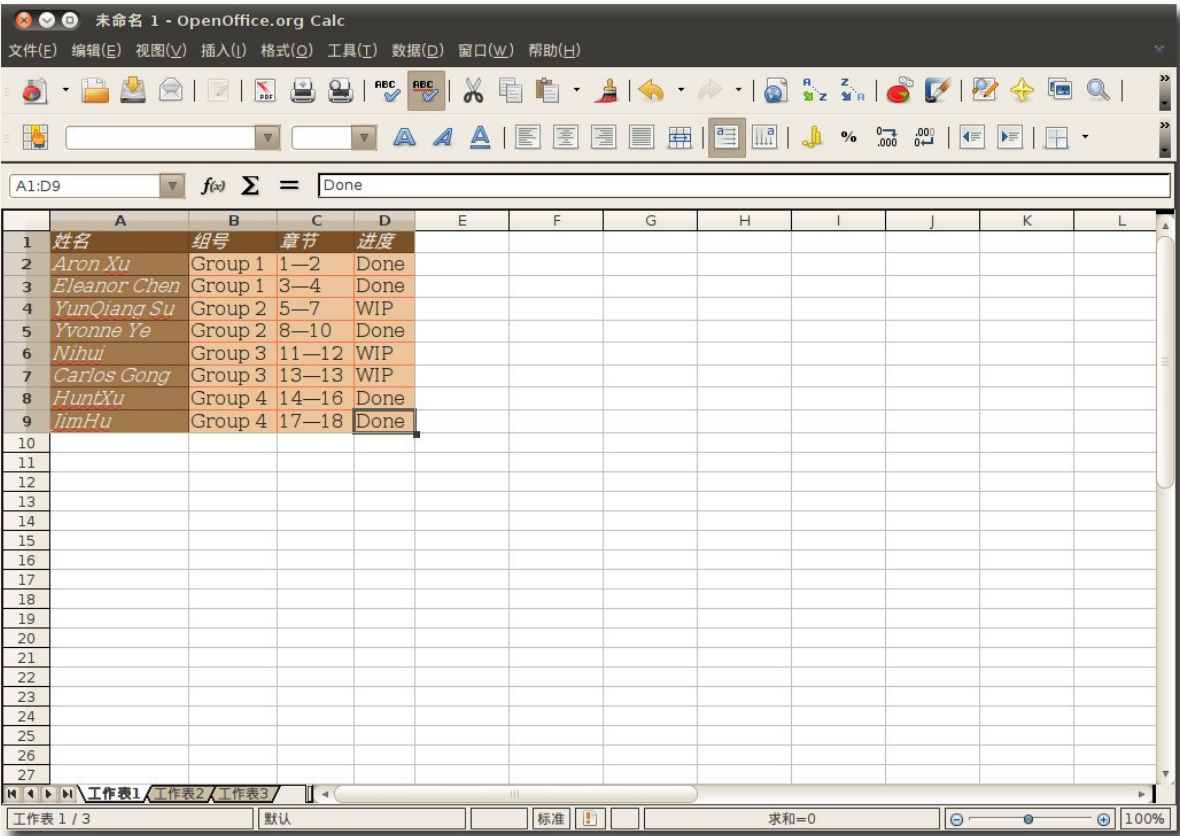 未命名 1 - OpenOffice.org Calc
文件(F) 编辑(E) 视图(V) 插入(I) 格式(O) 工具(T) 数据(D) 窗口(W) 帮助(H)
A1:D9 f(x) Σ = Done
A B C D E F G H I J K L
1 姓名 组号 章节 进度
2 Aron Xu Group 1 1—2 Done
3 Eleanor Chen Group 1 3—4 Done
4 YunQiang Su Group 2 5—7 WIP
5 Yvonne Ye Group 2 8—10 Done
6 Nihui Group 3 11—12 WIP
7 Carlos Gong Group 3 13—13 WIP
8 HuntXu Group 4 14—16 Done
9 JimHu Group 4 17—18 Done
10
11
12
13
14
15
16
17
18
19
20
21
22
23
24
25
26
27
工作表1 工作表2 工作表3
工作表 1 / 3 默认 标准 求和=0 100%